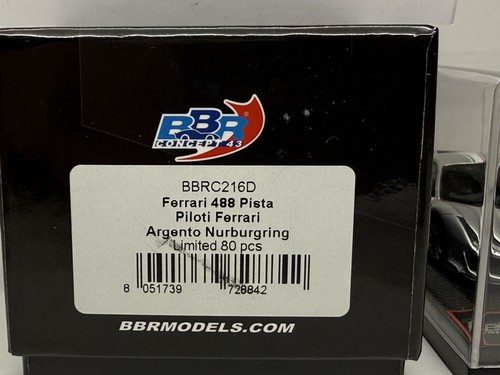 BBR
CONCEPT 43
BBRC216D
Ferrari 488 Pista
Piloti Ferrari
Argento Nurburgring
Limited 80 pcs
8 051739 728842
BBRMODELS.COM